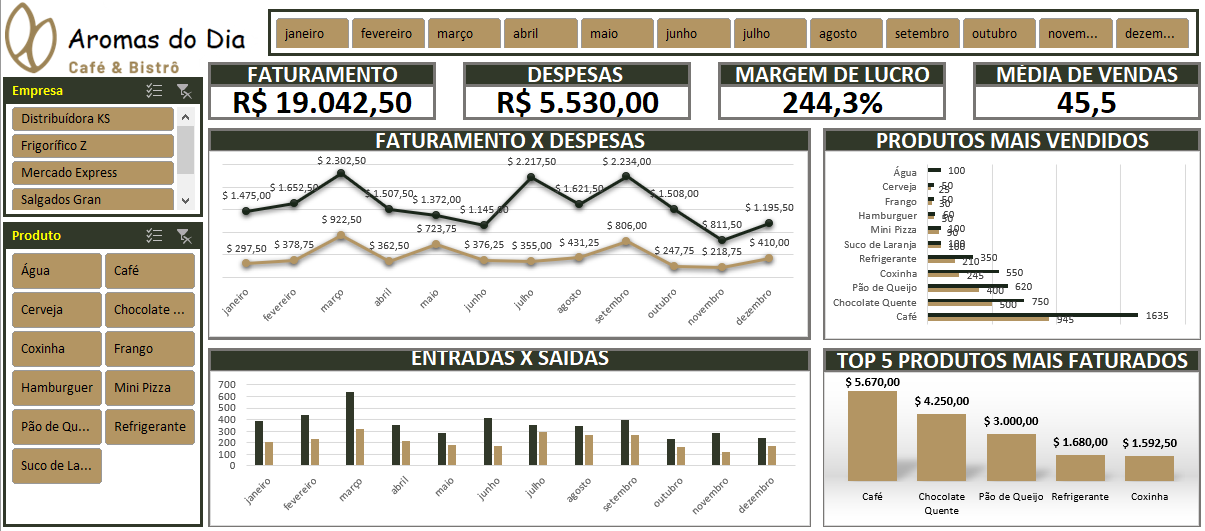 Aromas do Dia
Café & Bistrô
janeiro fevereiro março abril maio junho julho agosto setembro outubro novem... dezem...
Empresa
Distribuídora KS
Frigorífico Z
Mercado Express
Salgados Gran
Produto
Água Café
Cerveja Chocolate ...
Coxinha Frango
Hamburguer Mini Pizza
Pão de Qu... Refrigerante
Suco de La...
FATURAMENTO
R$ 19.042,50
DESPESAS
R$ 5.530,00
MARGEM DE LUCRO
244,3%
MÉDIA DE VENDAS
45,5
FATURAMENTO X DESPESAS
$ 1.475,00 $ 1.652,50 $ 2.302,50 $ 1.507,50 $ 1.372,00 $ 1.145,00 $ 2.217,50 $ 1.621,50 $ 2.234,00 $ 1.508,00 $ 811,50 $ 1.195,50
$ 297,50 $ 378,75 $ 922,50 $ 362,50 $ 723,75 $ 376,25 $ 355,00 $ 431,25 $ 806,00 $ 247,75 $ 218,75 $ 410,00
janeiro fevereiro março abril maio junho julho agosto setembro outubro novembro dezembro
PRODUTOS MAIS VENDIDOS
Água 100
Cerveja 50 25
Frango 50 30
Hamburguer 60 50
Mini Pizza 100 90
Suco de Laranja 100 100
Refrigerante 350 210
Coxinha 550 245
Pão de Queijo 620 400
Chocolate Quente 750 500
Café 1635 945
ENTRADAS X SAÍDAS
700
600
500
400
300
200
100
0
janeiro fevereiro março abril maio junho julho agosto setembro outubro novembro dezembro
TOP 5 PRODUTOS MAIS FATURADOS
$ 5.670,00 $ 4.250,00 $ 3.000,00 $ 1.680,00 $ 1.592,50
Café Chocolate Quente Pão de Queijo Refrigerante Coxinha